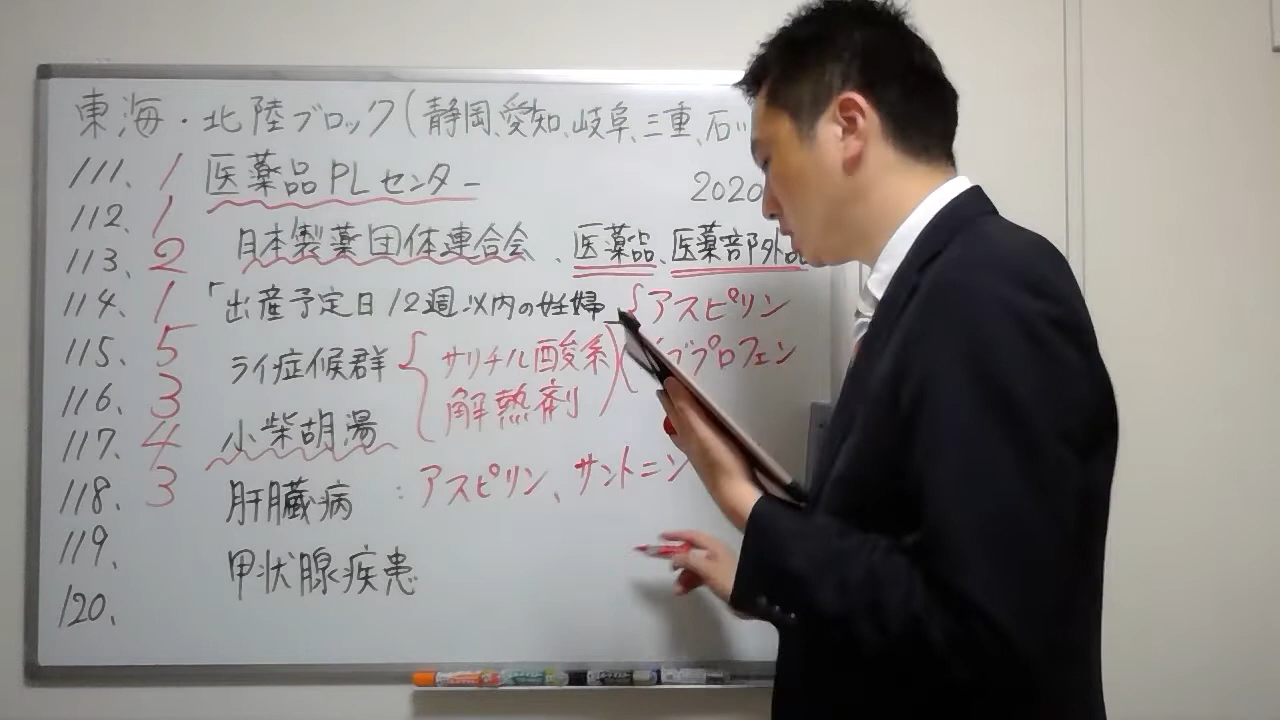 東海・北陸ブロック(静岡、愛知、岐阜、三重、石
111. 1 医薬品PLセンター 2020
112. 1
113. 2 日本製薬団体連合会、医薬品、医薬部外品
114. 1 「出産予定日12週以内の妊婦 { アスピリン
115. 5 ライ症候群 { サリチル酸系 ( イブプロフェン
116. 3 解熱剤 )
117. 4 小柴胡湯
118. 3 肝臓病 : アスピリン、サントニン
119. 甲状腺疾患
120.